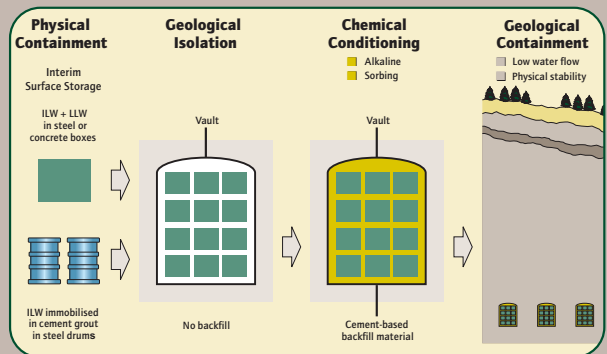 Physical
Containment
Interim
Surface Storage
ILW + LLW
in steel or
concrete boxes
ILW immobilised
in cement grout
in steel drums
Geological
Isolation
Vault
No backfill
Chemical
Conditioning
Alkaline
Sorbing
Vault
Cement-based
backfill material
Geological
Containment
Low water flow
Physical stability